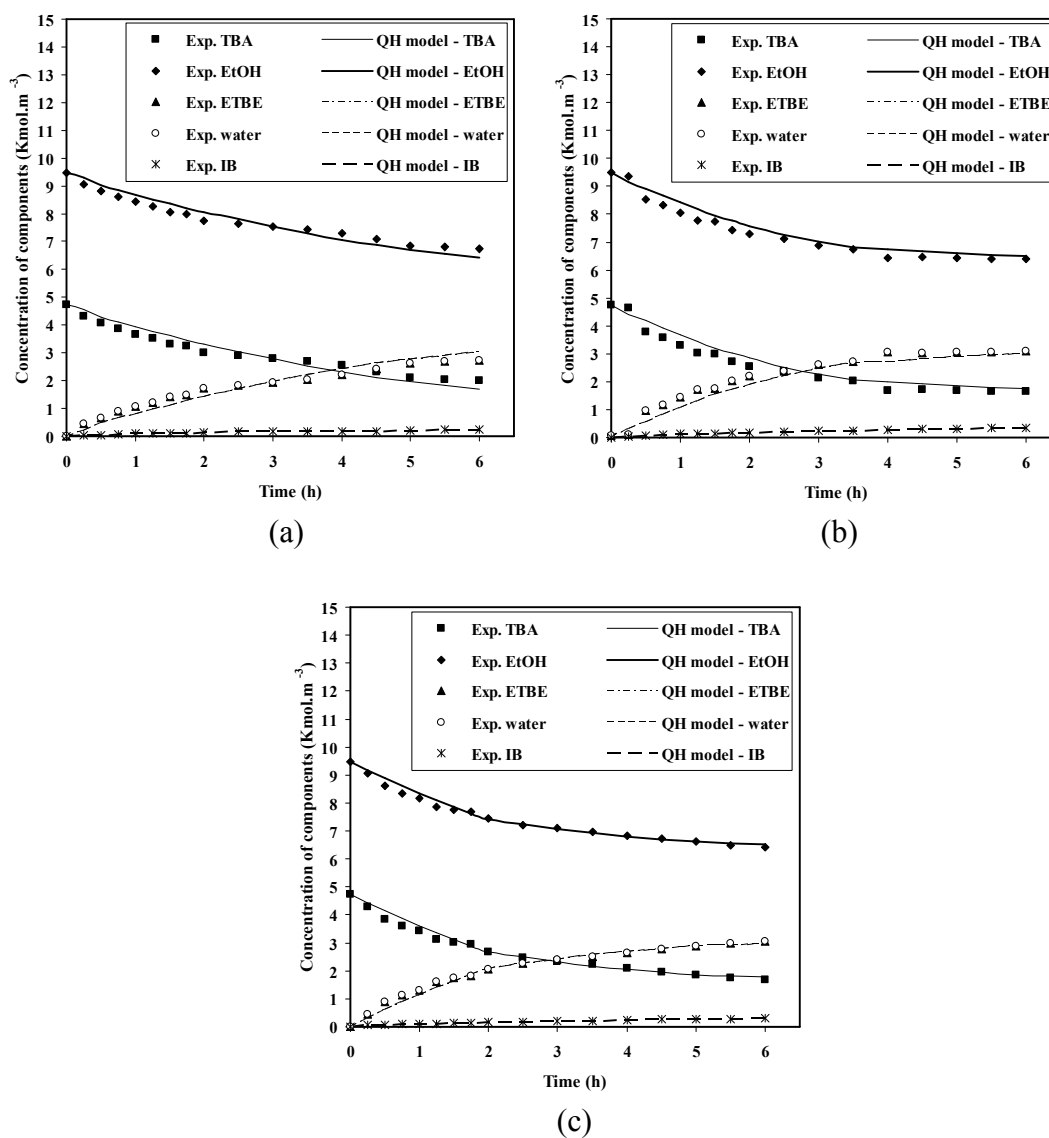 Concentration of components (Kmol.m -3)
15
14
13
12
11
10
9
8
7
6
5
4
3
2
1
0
Exp. TBA QH model - TBA
Exp. EtOH QH model - EtOH
Exp. ETBE QH model - ETBE
Exp. water QH model - water
Exp. IB QH model - IB
0 1 2 3 4 5 6
Time (h)
(a)
Concentration of components (Kmol.m -3)
15
14
13
12
11
10
9
8
7
6
5
4
3
2
1
0
Exp. TBA QH model - TBA
Exp. EtOH QH model - EtOH
Exp. ETBE QH model - ETBE
Exp. water QH model - water
Exp. IB QH model - IB
0 1 2 3 4 5 6
Time (h)
(b)
Concentration of components (Kmol.m -3)
15
14
13
12
11
10
9
8
7
6
5
4
3
2
1
0
Exp. TBA QH model - TBA
Exp. EtOH QH model - EtOH
Exp. ETBE QH model - ETBE
Exp. water QH model - water
Exp. IB QH model - IB
0 1 2 3 4 5 6
Time (h)
(c)